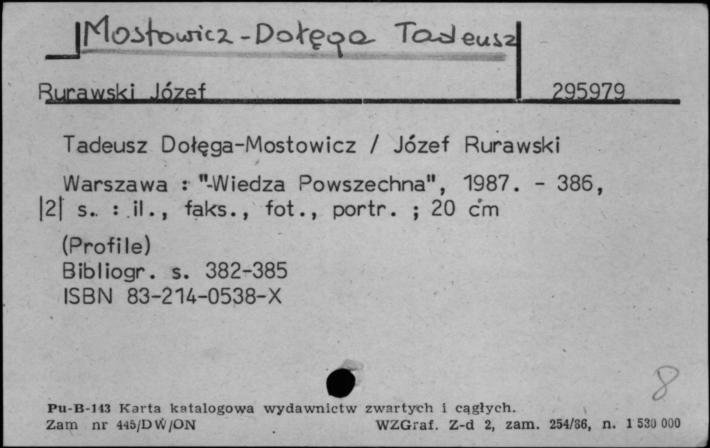 Mostowicz-Dołęga Tadeusz
Rurawski Józef 295979
Tadeusz Dołęga-Mostowicz / Józef Rurawski
Warszawa : "Wiedza Powszechna", 1987. - 386,
|2| s. : il., faks., fot., portr. ; 20 cm
(Profile)
Bibliogr. s. 382-385
ISBN 83-214-0538-X
8
Pu-B-143 Karta katalogowa wydawnictw zwartych i cągłych.
Zam nr 445/DW/ON WZGraf. Z-d 2, zam. 254/86, n. 1 530 000